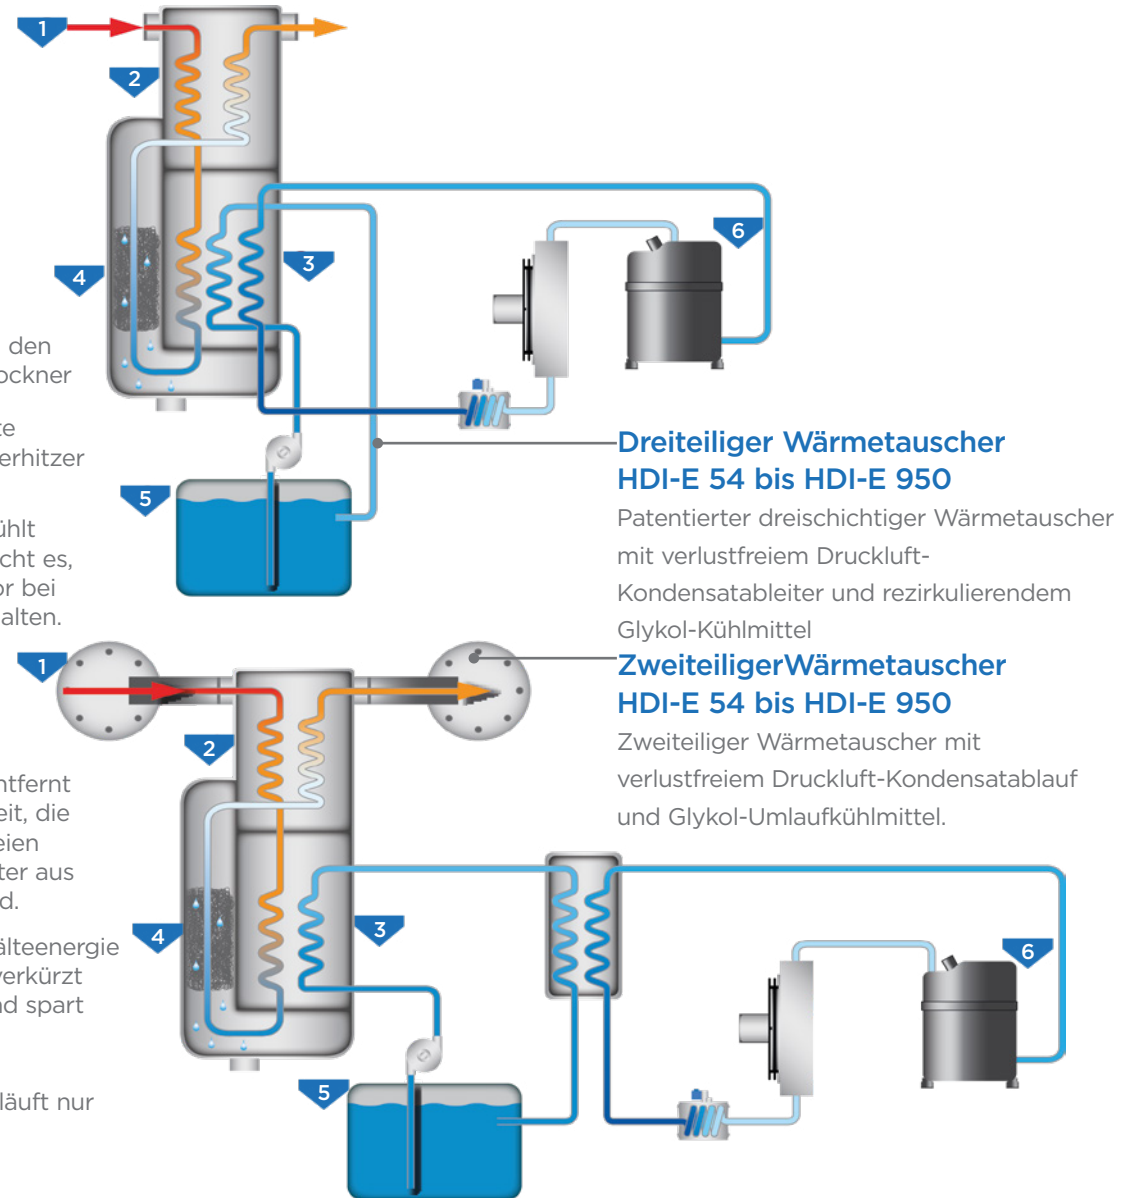 1
2
3
4
5
6
den
ockner
te
erhitzer
ühlt
cht es,
or bei
alten.
Dreiteiliger Wärmetauscher
HDI-E 54 bis HDI-E 950
Patentierter dreischichtiger Wärmetauscher
mit verlustfreiem Druckluft-
Kondensatableiter und rezirkulierendem
Glykol-Kühlmittel
ZweiteiligerWärmetauscher
HDI-E 54 bis HDI-E 950
Zweiteiliger Wärmetauscher mit
verlustfreiem Druckluft-Kondensatablauf
und Glykol-Umlaufkühlmittel.
1
2
3
4
5
6
ntfernt
eit, die
eien
ter aus
d.
älteenergie
verkürzt
nd spart
läuft nur